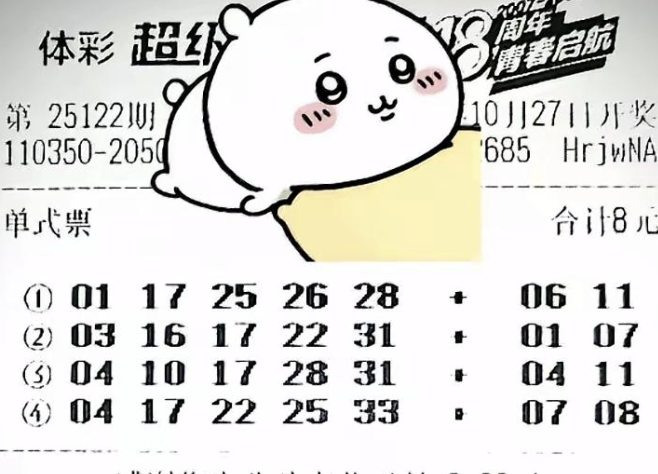 体彩 超级 18周年
青春启航
第 25122期 10月27日开奖
110350-2050 2685 HrjwNA
单式票 合计8元
① 01 17 25 26 28 + 06 11
② 03 16 17 22 31 + 01 07
③ 04 10 17 28 31 + 04 11
④ 04 17 22 25 33 + 07 08